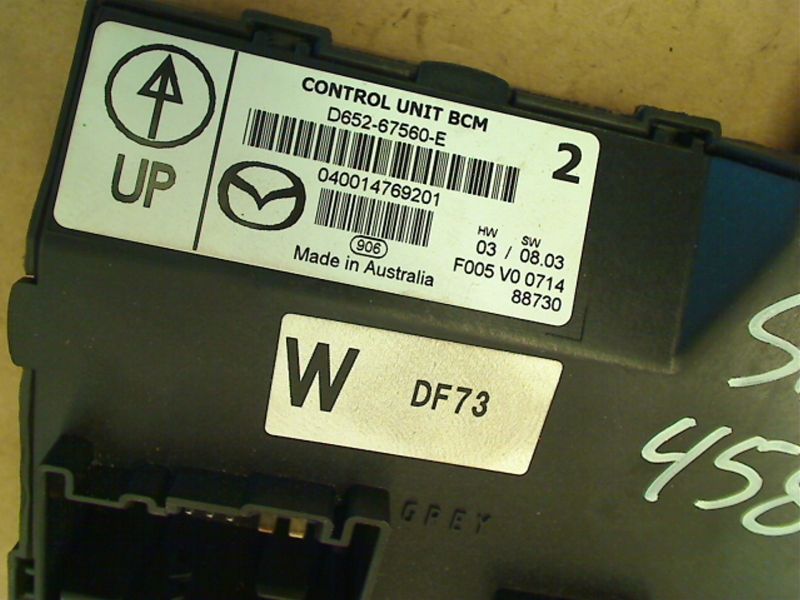 UP
CONTROL UNIT BCM
D652-67560-E
2
040014769201
906
Made in Australia
HW SW
03 / 08.03
F005 V0 0714
88730
W DF73
GREY
458